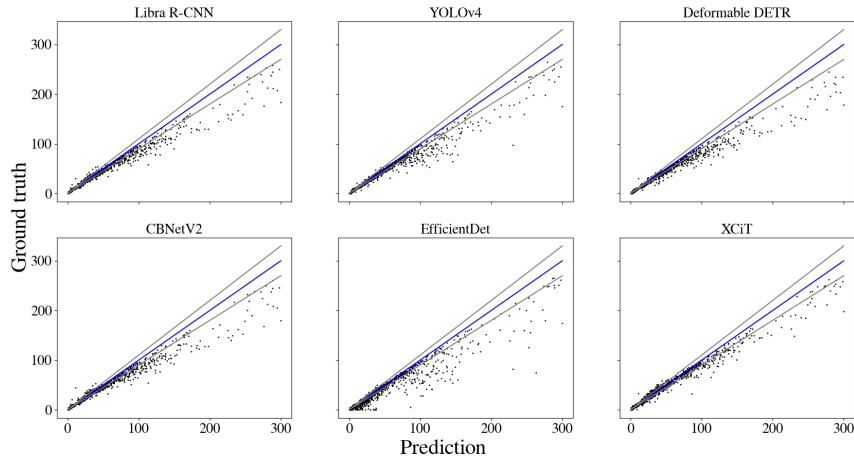 Libra R-CNN YOLOv4 Deformable DETR
300
200
100
0
Ground truth
CBNetV2 EfficientDet XCiT
300
200
100
0
0 100 200 300 0 100 200 300 0 100 200 300
Prediction